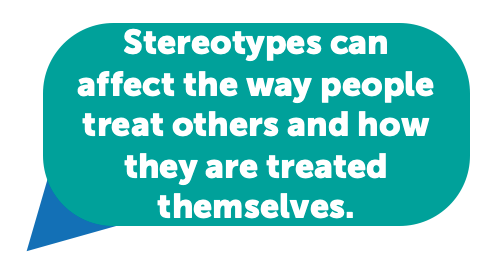 Stereotypes can
affect the way people
treat others and how
they are treated
themselves.